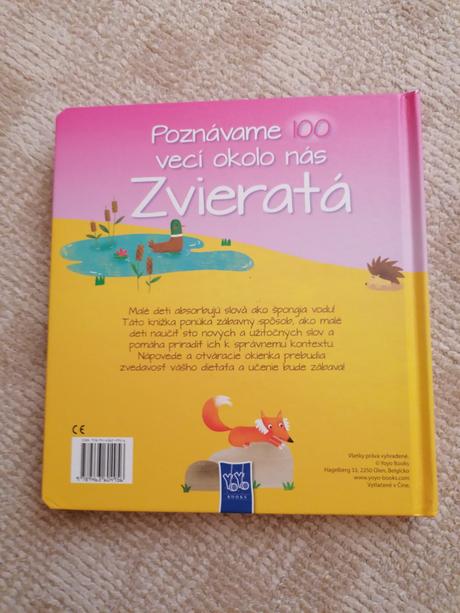 Poznávame 100
vecí okolo nás
Zvieratá
Malé deti absorbujú slová ako špongia vodu!
Táto knižka ponúka zábavný spôsob, ako malé
deti naučiť sto nových a užitočných slov a
pomáha priradiť ich k správnemu kontextu.
Nápovede a otváracie okienka prebudia
zvedavosť vášho dieťaťa a učenie bude zábava!
CE
YOYO
BOOKS
Všetky práva vyhradené.
© Yoyo Books
Hagelberg 33, 2250 Olen, Belgicko
www.yoyo-books.com
Vytlačené v Číne.